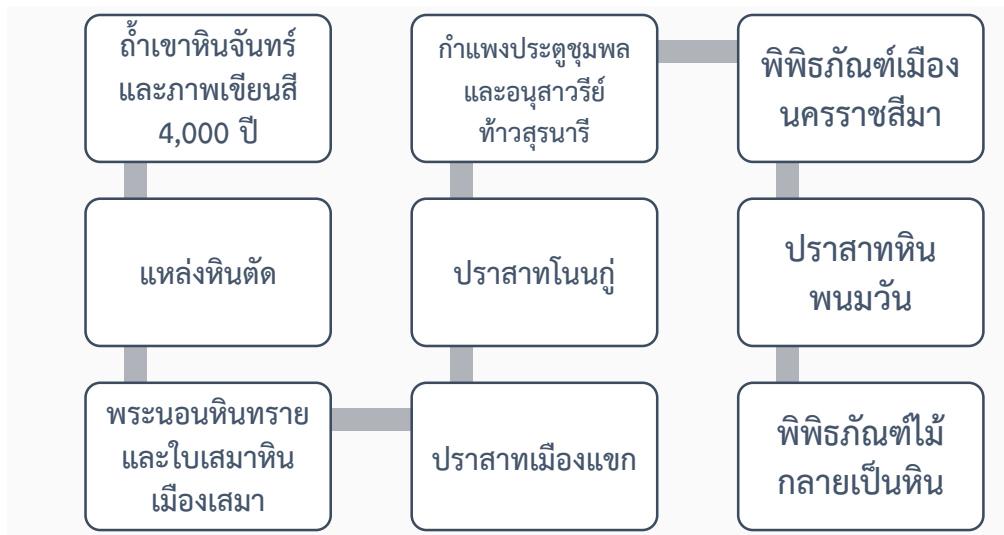 ถ้ำเขาหินจันทร์
และภาพเขียนสี
4,000 ปี
แหล่งหินตัด
พระนอนหินทราย
และใบเสมาหิน
เมืองเสมา
ปราสาทเมืองแขก
ปราสาทโนนกู่
กำแพงประตูชุมพล
และอนุสาวรีย์
ท้าวสุรนารี
พิพิธภัณฑ์เมือง
นครราชสีมา
ปราสาทหิน
พนมวัน
พิพิธภัณฑ์ไม้
กลายเป็นหิน